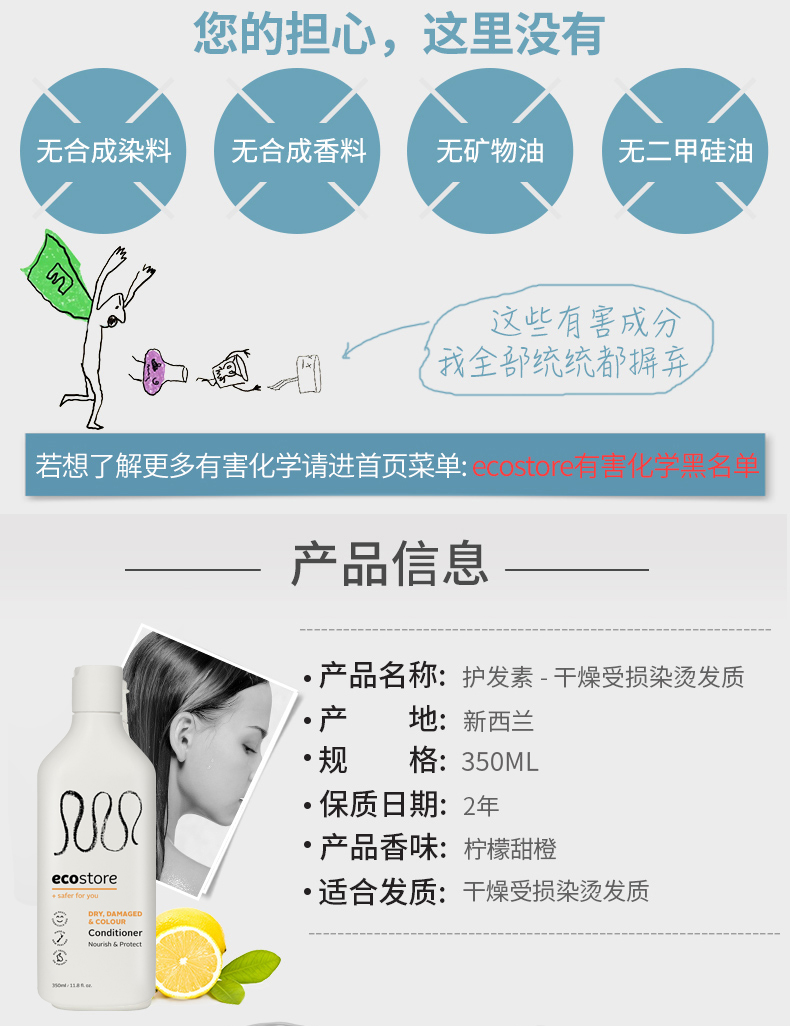 您的担心，这里没有
无合成染料
无合成香料
无矿物油
无二甲硅油
这些有害成分
我全部统统都摒弃
若想了解更多有害化学请进首页菜单: ecostore有害化学黑名单
产品信息
• 产品名称: 护发素 - 干燥受损染烫发质
• 产 地: 新西兰
• 规 格: 350ML
• 保质日期: 2年
• 产品香味: 柠檬甜橙
• 适合发质: 干燥受损染烫发质
ecostore
+ safer for you
DRY, DAMAGED
& COLOUR
Conditioner
Nourish & Protect
350ml / 11.8 fl. oz.